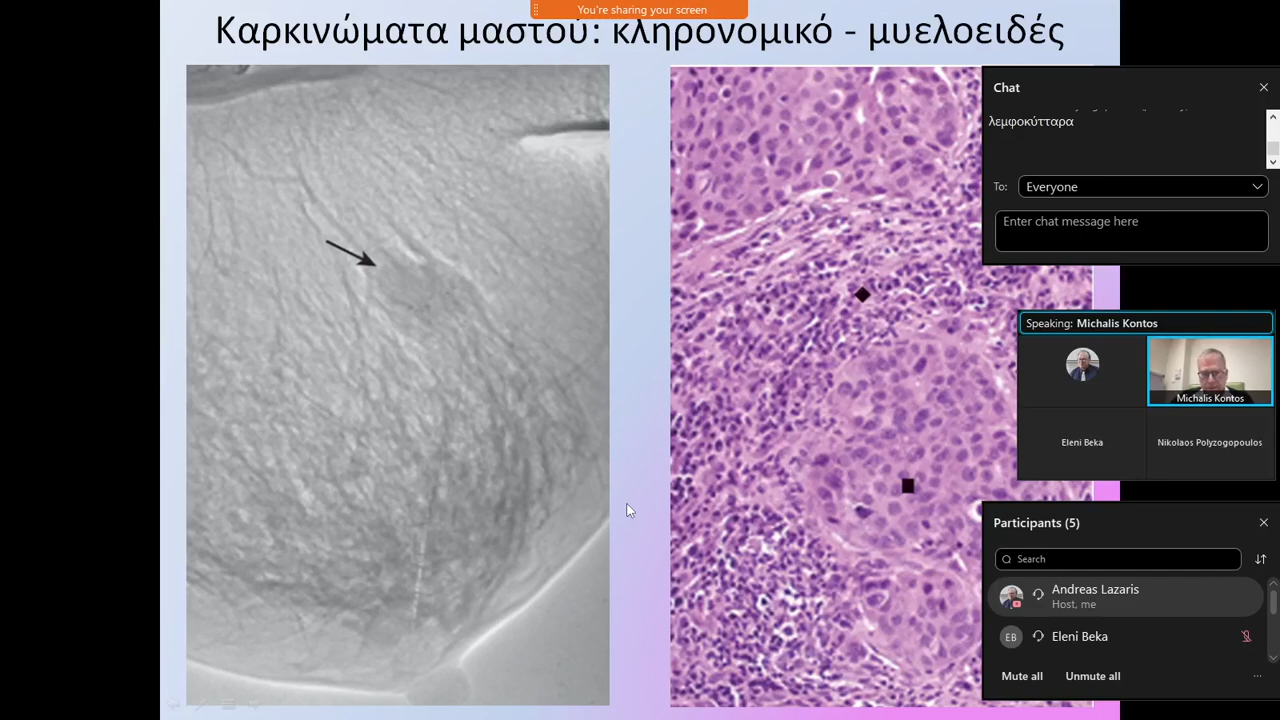 You're sharing your screen
Καρκινώματα μαστού: κληρονομικό - μυελοειδές
Chat
λεμφοκύτταρα
To: Everyone
Enter chat message here
Speaking: Michalis Kontos
Michalis Kontos
Eleni Beka
Nikolaos Polyzogopoulos
Participants (5)
Search
Andreas Lazaris
Host, me
EB
Eleni Beka
Mute all Unmute all